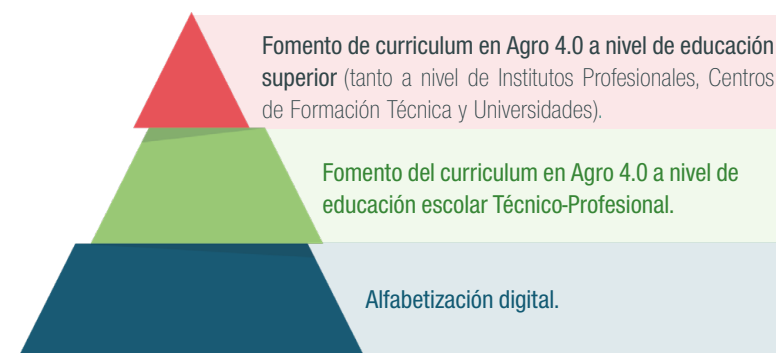 Fomento de curriculum en Agro 4.0 a nivel de educación
superior (tanto a nivel de Institutos Profesionales, Centros
de Formación Técnica y Universidades).
Fomento del curriculum en Agro 4.0 a nivel de
educación escolar Técnico-Profesional.
Alfabetización digital.